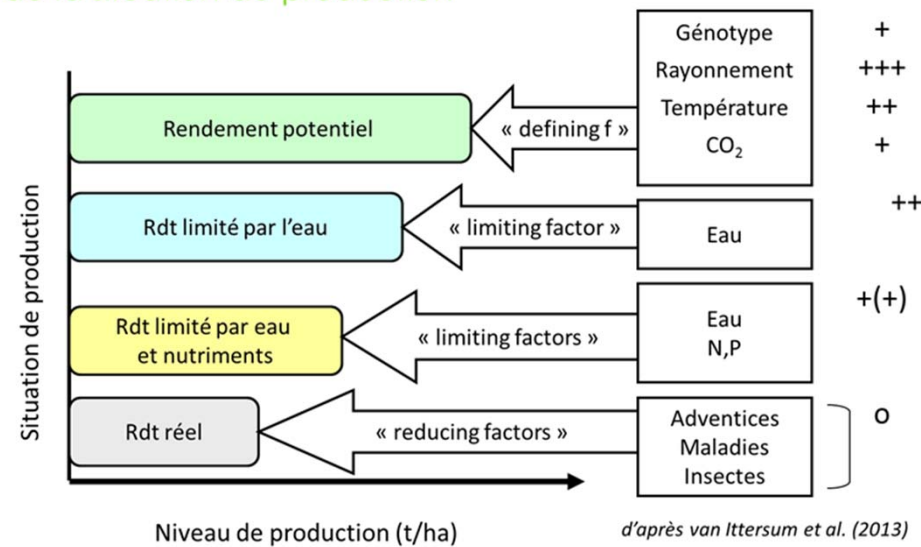 Génotype +
Rayonnement +++
Température ++
CO₂ +
Rendement potentiel
« defining f »
Rdt limité par l'eau
« limiting factor »
Eau
++
Rdt limité par eau
et nutriments
« limiting factors »
Eau
N,P
+(+)
Rdt réel
« reducing factors »
Adventices
Maladies
Insectes
o
Situation de production
Niveau de production (t/ha)
d'après van Ittersum et al. (2013)